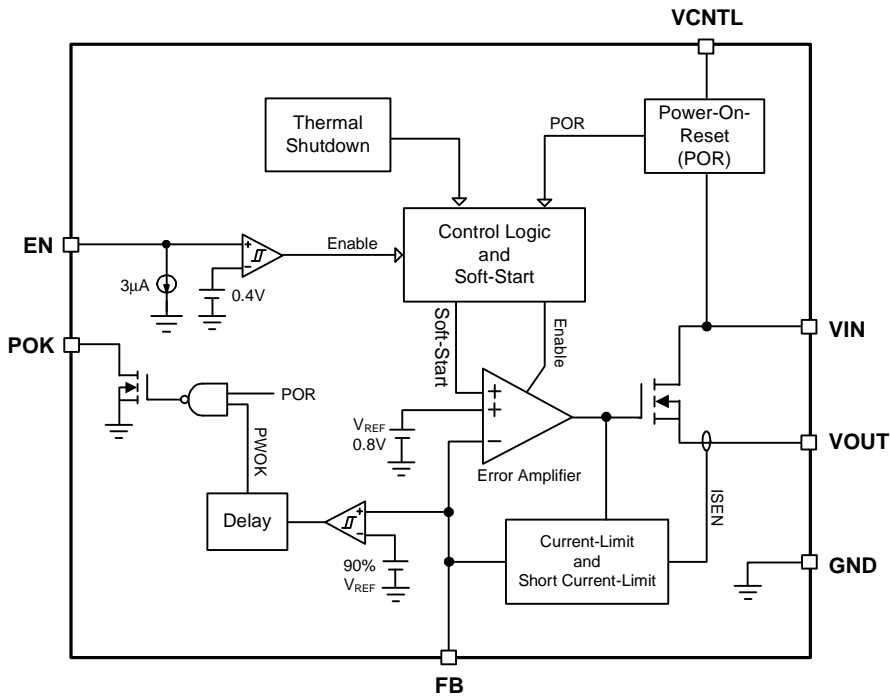 VCNTL
Thermal
Shutdown
POR
Power-On-
Reset
(POR)
EN
Enable
Control Logic
and
Soft-Start
3μA
0.4V
Soft-Start
Enable
VIN
POK
POR
VREF
0.8V
PWOK
Error Amplifier
VOUT
ISEN
Delay
90%
VREF
Current-Limit
and
Short Current-Limit
GND
FB
+
−
+
+
−
+
−